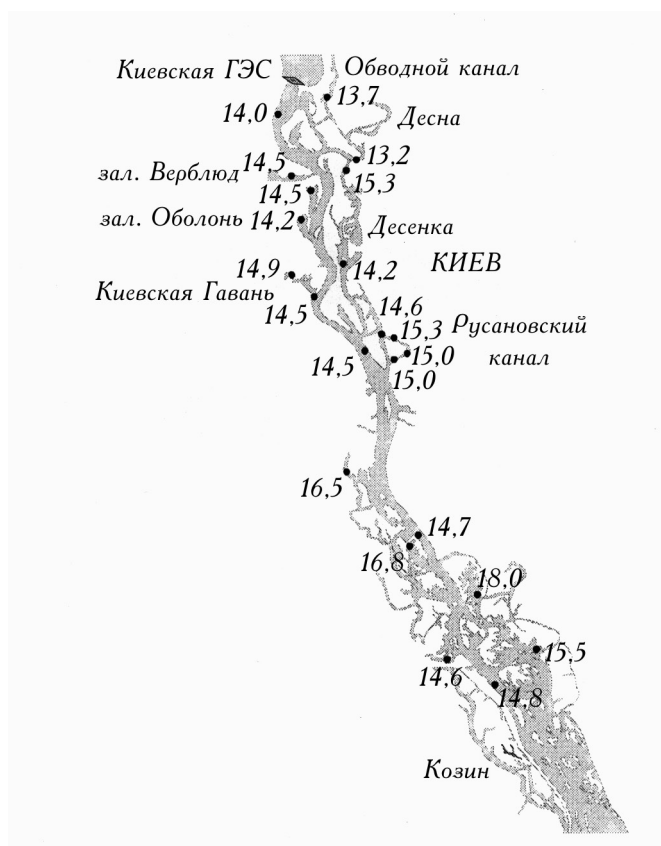 Киевская ГЭС
Обводной канал
13,7
14,0
Десна
13,2
14,5
зал. Верблюд
15,3
14,5
зал. Оболонь 14,2
Десенка
КИЕВ
14,9
14,2
Киевская Гавань
14,5
14,6
15,3
Русановский
канал
15,0
14,5
15,0
16,5
14,7
16,8
18,0
15,5
14,6
14,8
Козин